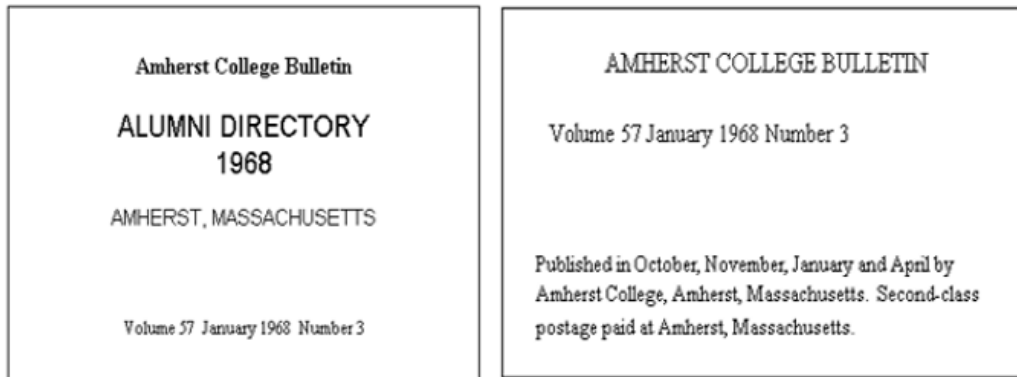 Amherst College Bulletin
ALUMNI DIRECTORY
1968
AMHERST, MASSACHUSETTS
Volume 57 January 1968 Number 3
AMHERST COLLEGE BULLETIN
Volume 57 January 1968 Number 3
Published in October, November, January and April by
Amherst College, Amherst, Massachusetts. Second-class
postage paid at Amherst, Massachusetts.